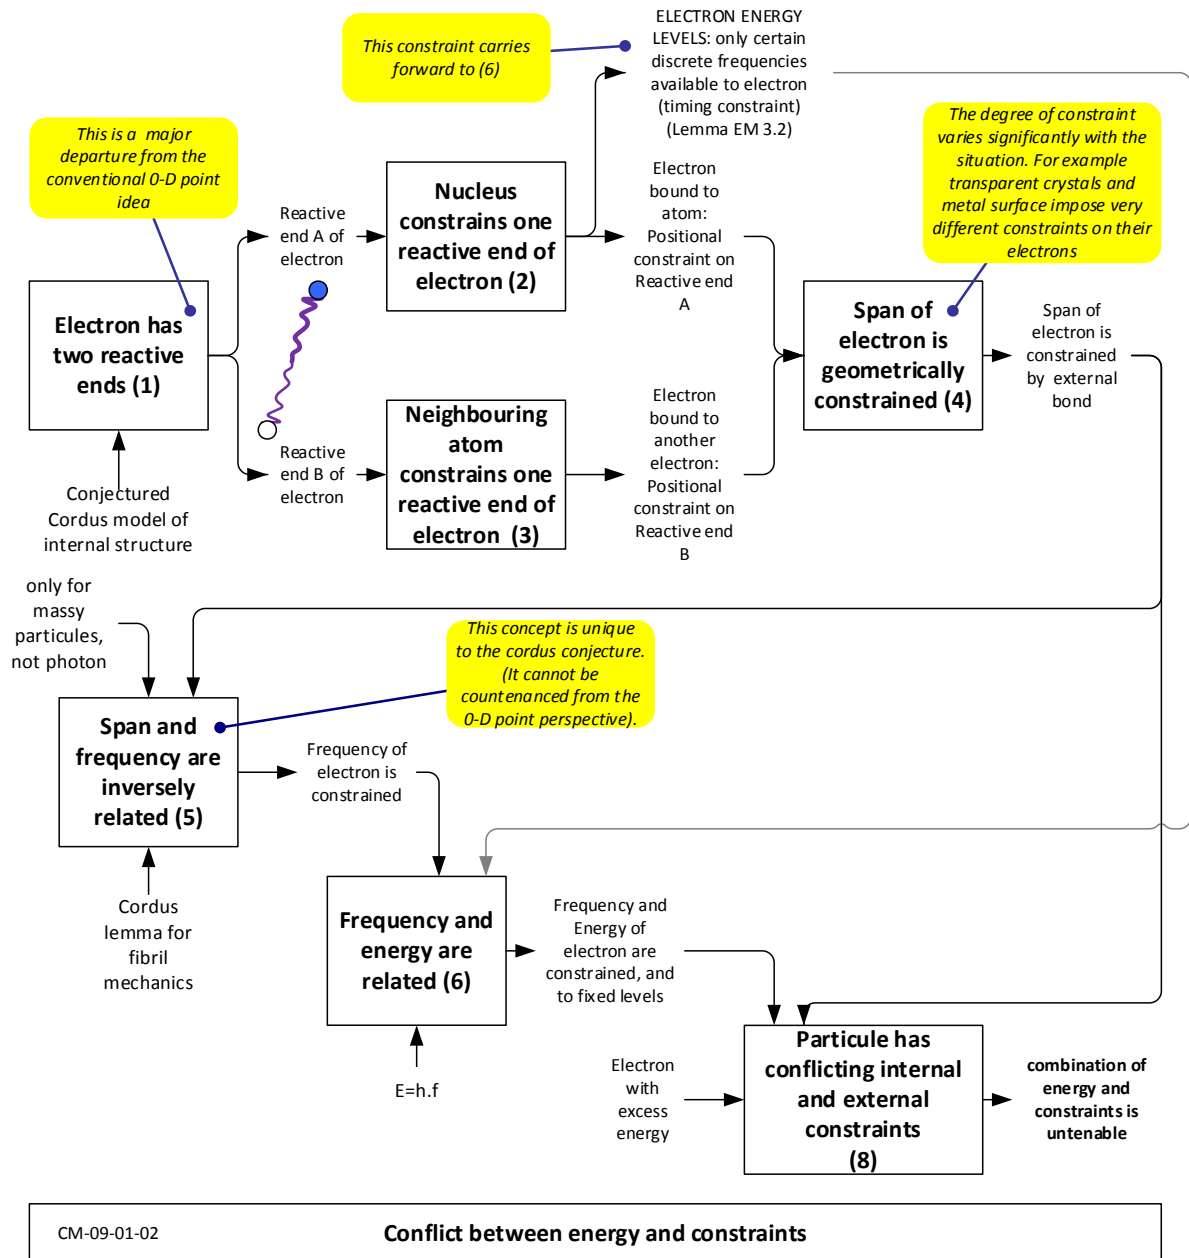 This constraint carries
forward to (6)
ELECTRON ENERGY
LEVELS: only certain
discrete frequencies
available to electron
(timing constraint)
(Lemma EM 3.2)
This is a  major
departure from the
conventional 0-D point
idea
The degree of constraint
varies significantly with the
situation. For example
transparent crystals and
metal surface impose very
different constraints on their
electrons
Reactive
end A of
electron
Nucleus
constrains one
reactive end of
electron (2)
Electron
bound to
atom:
Positional
constraint on
Reactive end
A
Electron has
two reactive
ends (1)
Span of
electron is
geometrically
constrained (4)
Span of
electron is
constrained
by external
bond
Reactive
end B of
electron
Neighbouring
atom
constrains one
reactive end of
electron  (3)
Electron
bound to
another
electron:
Positional
constraint on
Reactive end
B
Conjectured
Cordus model of
internal structure
only for
massy
particules,
not photon
This concept is unique
to the cordus conjecture.
(It cannot be
countenanced from the
0-D point perspective).
Span and
frequency are
inversely
related (5)
Frequency of
electron is
constrained
Cordus
lemma for
fibril
mechanics
Frequency and
energy are
related (6)
Frequency and
Energy of
electron are
constrained, and
to fixed levels
E=h.f
Electron
with
excess
energy
Particule has
conflicting internal
and external
constraints
(8)
combination of
energy and
constraints is
untenable
CM-09-01-02
Conflict between energy and constraints